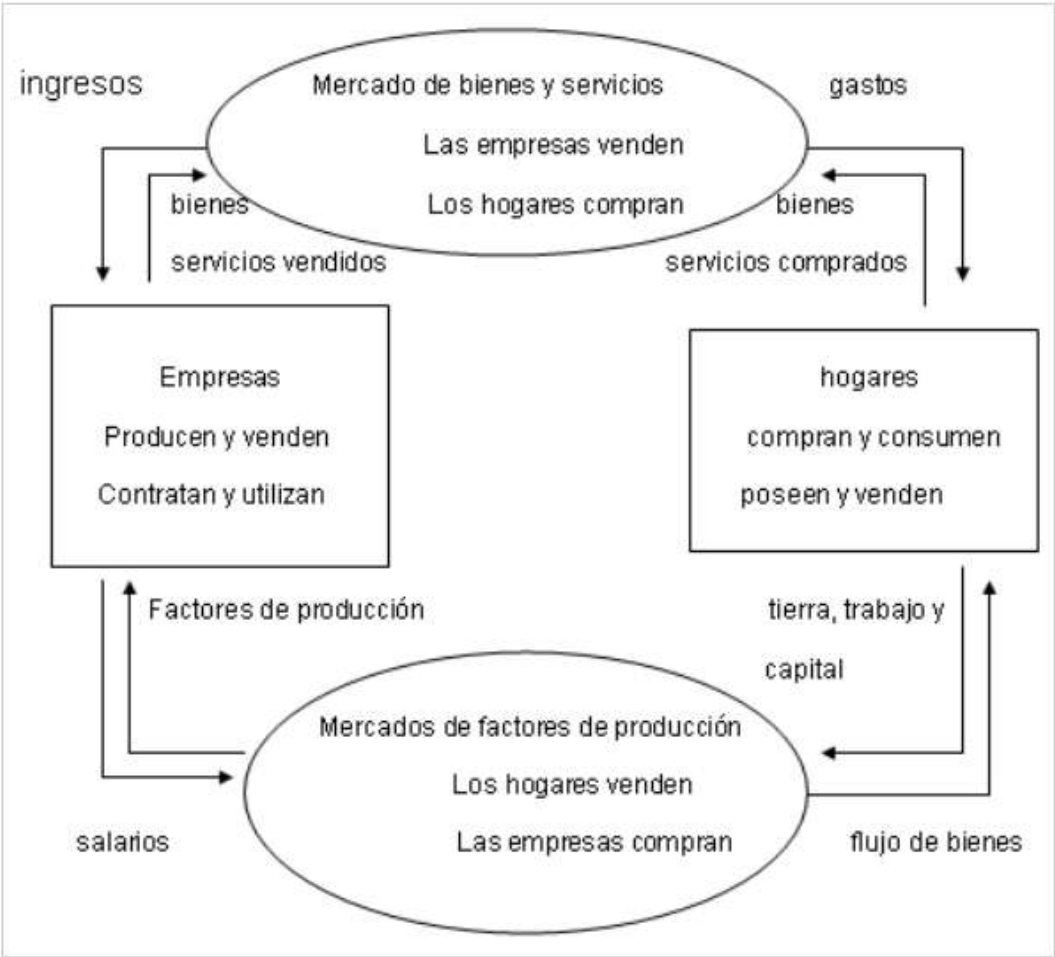 ingresos
Mercado de bienes y servicios
gastos
Las empresas venden
bienes
Los hogares compran
bienes
servicios vendidos
servicios comprados
Empresas
Producen y venden
Contratan y utilizan
hogares
compran y consumen
poseen y venden
Factores de producción
tierra, trabajo y
capital
Mercados de factores de producción
Los hogares venden
Las empresas compran
salarios
flujo de bienes